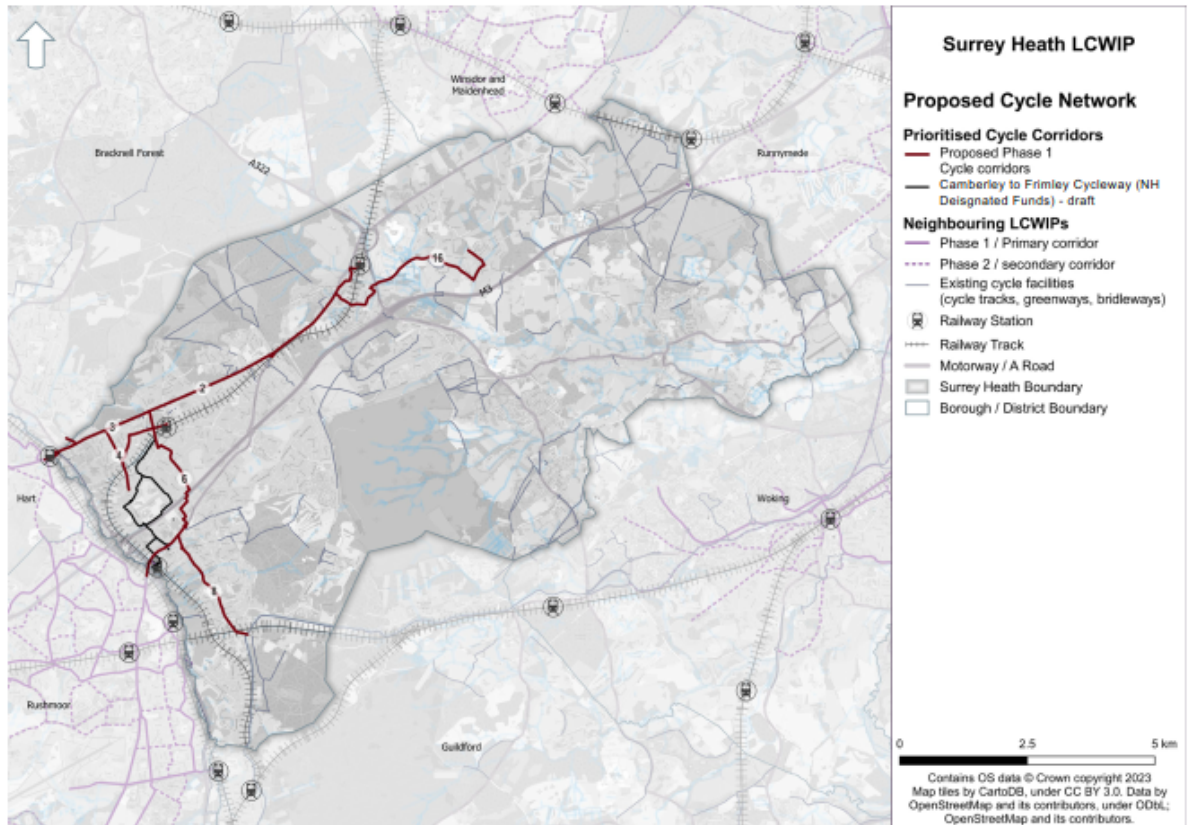 Surrey Heath LCWIP
Proposed Cycle Network
Prioritised Cycle Corridors
Proposed Phase 1
Cycle corridors
Camberley to Frimley Cycleway (NH
Deisgnated Funds) - draft
Neighbouring LCWIPs
Phase 1 / Primary corridor
Phase 2 / secondary corridor
Existing cycle facilities
(cycle tracks, greenways, bridleways)
Railway Station
Railway Track
Motorway / A Road
Surrey Heath Boundary
Borough / District Boundary
0 2.5 5 km
Contains OS data © Crown copyright 2023
Map tiles by CartoDB, under CC BY 3.0. Data by
OpenStreetMap and its contributors, under ODbL;
OpenStreetMap and its contributors.
Winsdor and
Maidenhead
Bracknell Forest
A322
Runnymede
16
M3
2
3
4
6
Hart
Woking
8
Rushmoor
Guildford